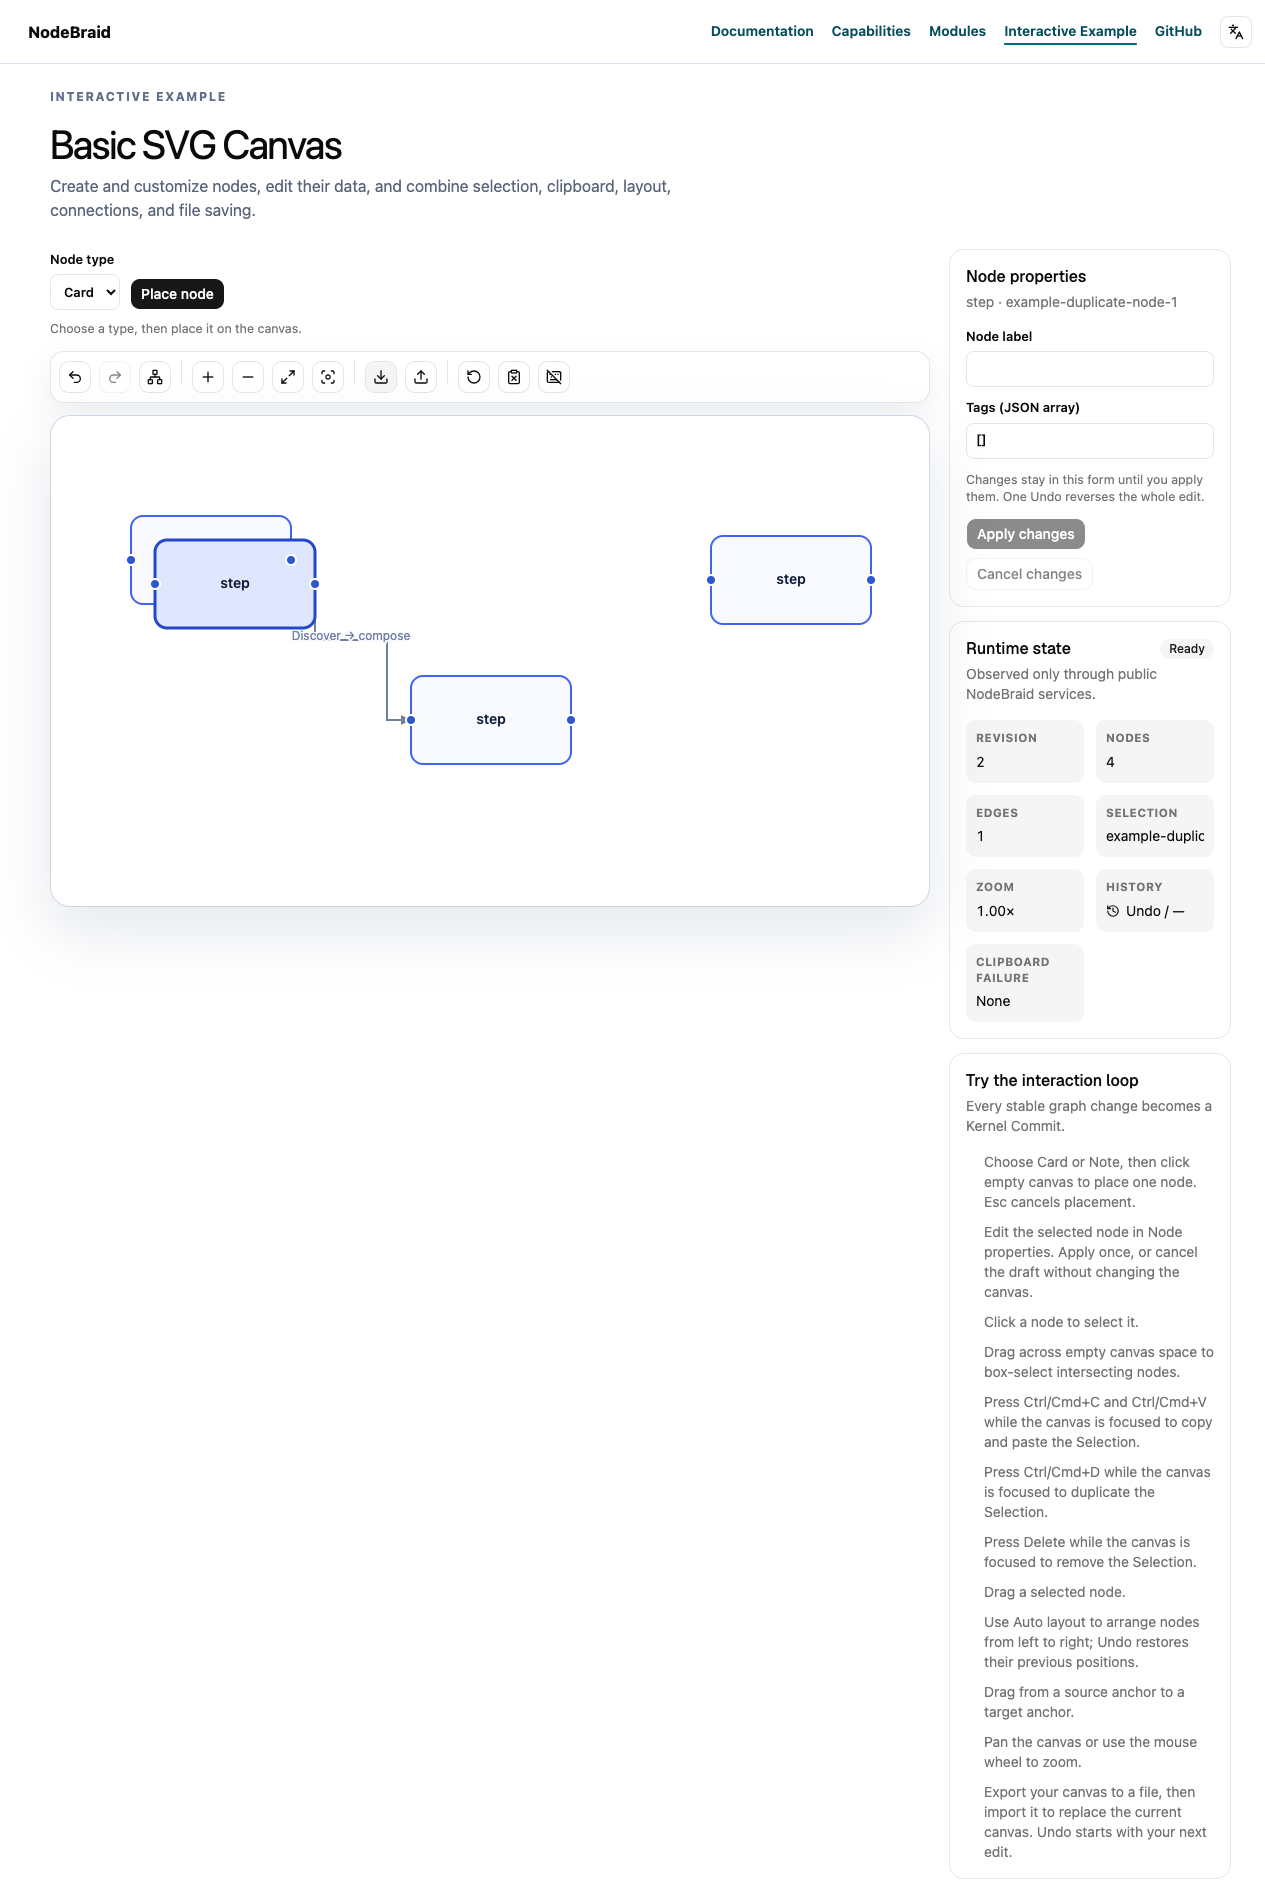 NodeBraid
Documentation
Capabilities
Modules
Interactive Example
GitHub
INTERACTIVE EXAMPLE
Basic SVG Canvas
Create and customize nodes, edit their data, and combine selection, clipboard, layout,
connections, and file saving.
Node type
Card
Place node
Choose a type, then place it on the canvas.
step
step
Discover → compose
step
Node properties
step · example-duplicate-node-1
Node label
Tags (JSON array)
[]
Changes stay in this form until you apply
them. One Undo reverses the whole edit.
Apply changes
Cancel changes
Runtime state
Ready
Observed only through public
NodeBraid services.
REVISION
2
NODES
4
EDGES
1
SELECTION
example-duplic
ZOOM
1.00×
HISTORY
Undo / —
CLIPBOARD
FAILURE
None
Try the interaction loop
Every stable graph change becomes a
Kernel Commit.
Choose Card or Note, then click
empty canvas to place one node.
Esc cancels placement.
Edit the selected node in Node
properties. Apply once, or cancel
the draft without changing the
canvas.
Click a node to select it.
Drag across empty canvas space to
box-select intersecting nodes.
Press Ctrl/Cmd+C and Ctrl/Cmd+V
while the canvas is focused to copy
and paste the Selection.
Press Ctrl/Cmd+D while the canvas
is focused to duplicate the
Selection.
Press Delete while the canvas is
focused to remove the Selection.
Drag a selected node.
Use Auto layout to arrange nodes
from left to right; Undo restores
their previous positions.
Drag from a source anchor to a
target anchor.
Pan the canvas or use the mouse
wheel to zoom.
Export your canvas to a file, then
import it to replace the current
canvas. Undo starts with your next
edit.